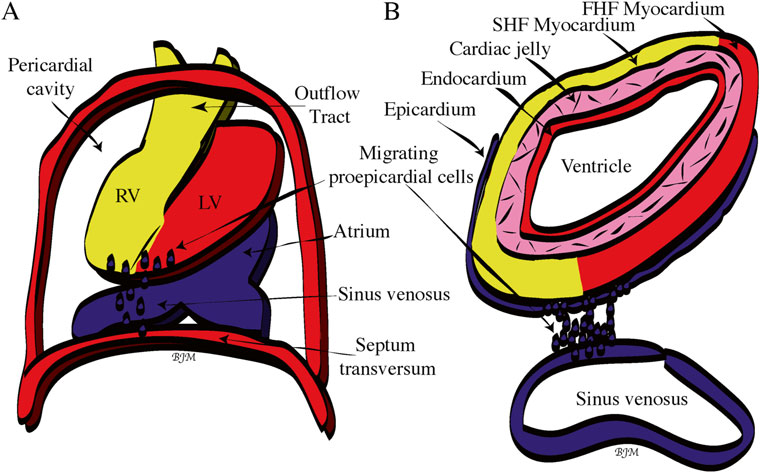 A
Pericardial
cavity
Outflow
Tract
RV
LV
Migrating
proepicardial cells
Atrium
Sinus venosus
Septum
transversum
BJM
B
FHF Myocardium
SHF Myocardium
Cardiac jelly
Endocardium
Epicardium
Ventricle
Sinus venosus
BJM